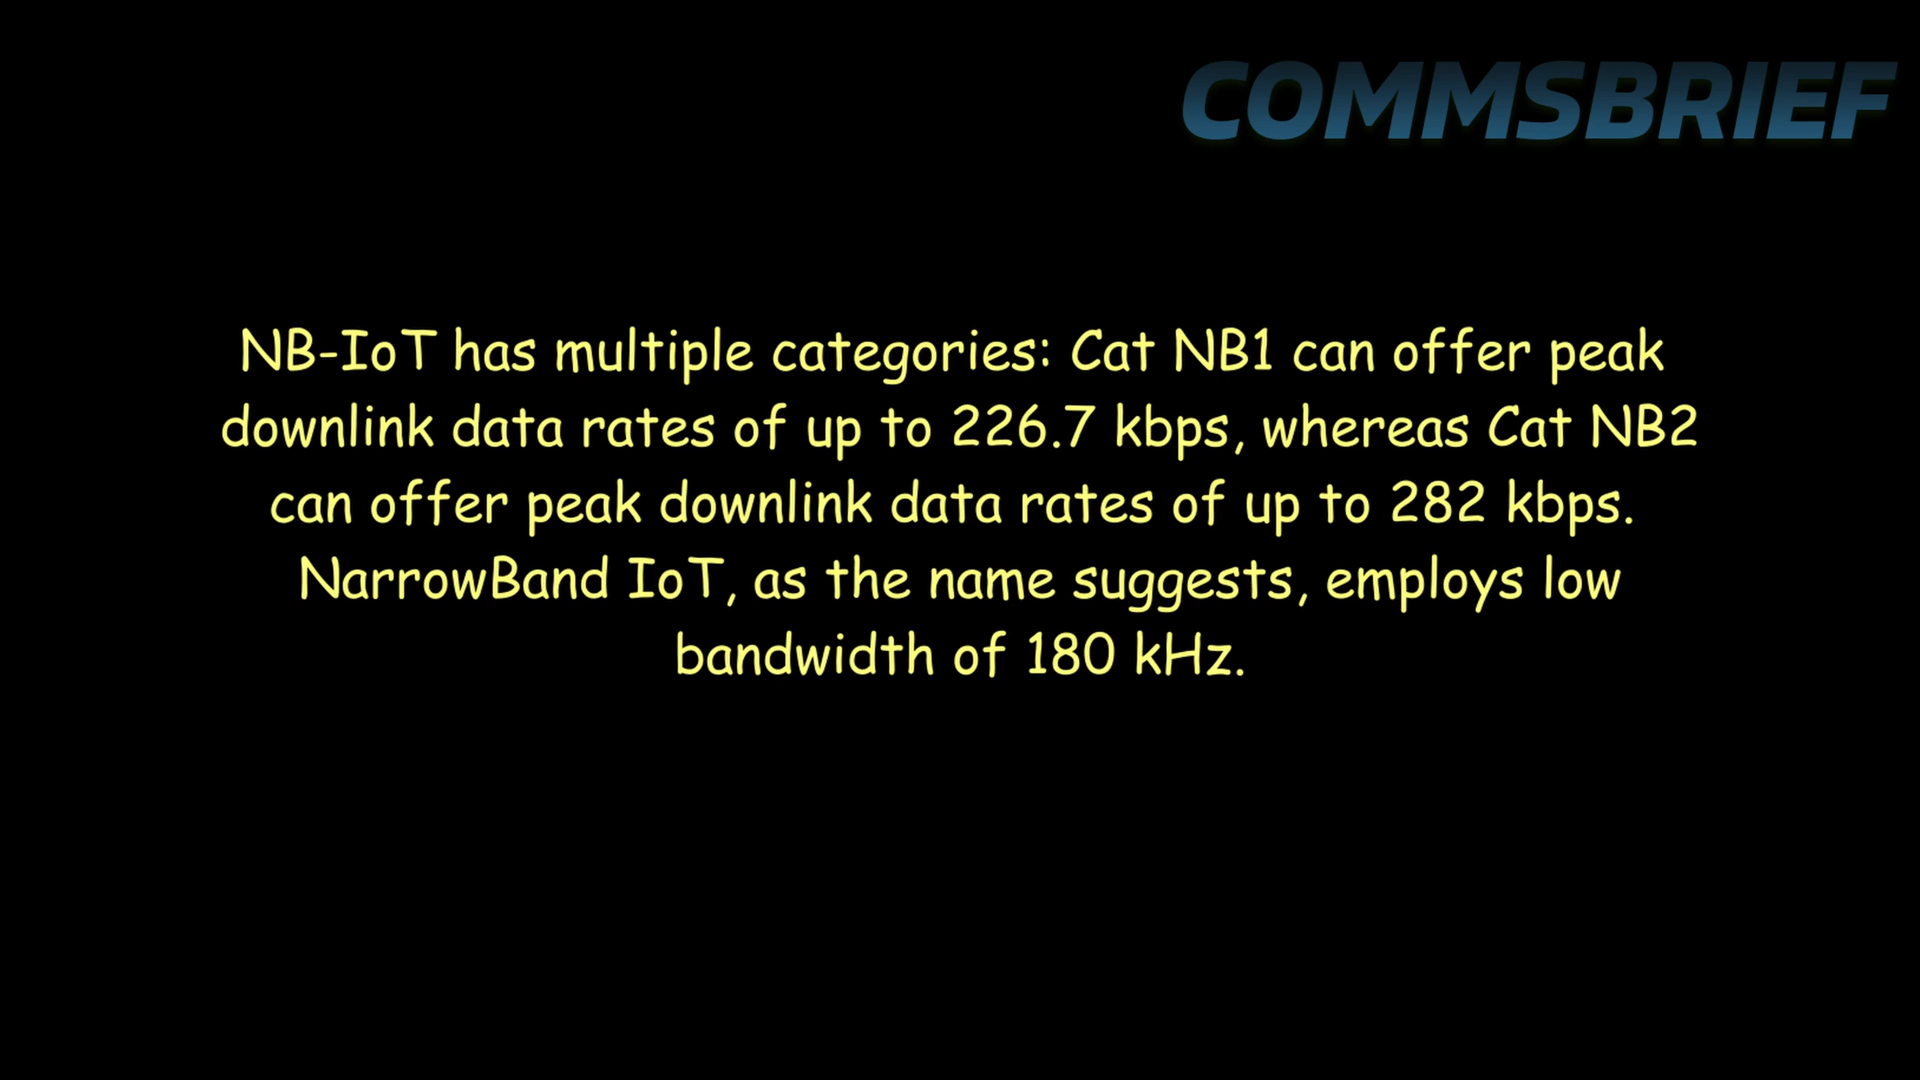 COMMSBRIEF
NB-IoT has multiple categories: Cat NB1 can offer peak
downlink data rates of up to 226.7 kbps, whereas Cat NB2
can offer peak downlink data rates of up to 282 kbps.
NarrowBand IoT, as the name suggests, employs low
bandwidth of 180 kHz.